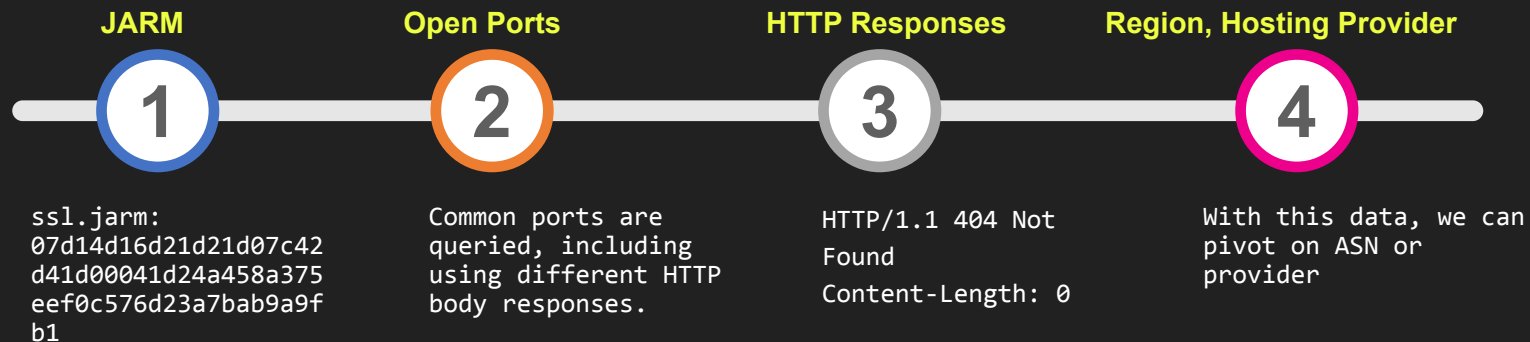 JARM
Open Ports
HTTP Responses
Region, Hosting Provider
1
2
3
4
ssl.jarm:
07d14d16d21d21d07c42
d41d00041d24a458a375
eef0c576d23a7bab9a9f
b1
Common ports are
queried, including
using different HTTP
body responses.
HTTP/1.1 404 Not
Found
Content-Length: 0
With this data, we can
pivot on ASN or
provider